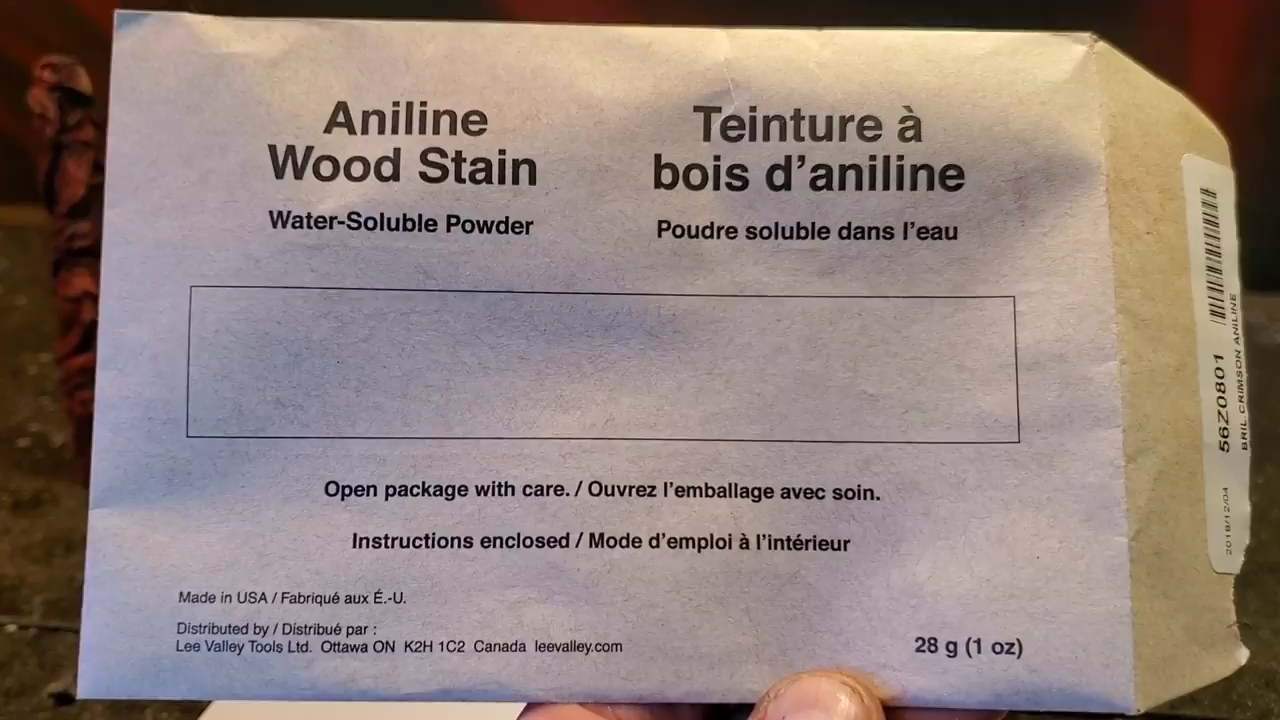 Aniline
Wood Stain
Water-Soluble Powder
Teinture à
bois d'aniline
Poudre soluble dans l'eau
Open package with care. / Ouvrez l'emballage avec soin.
Instructions enclosed / Mode d'emploi à l'intérieur
Made in USA / Fabriqué aux É.-U.
Distributed by / Distribué par :
Lee Valley Tools Ltd. Ottawa ON K2H 1C2 Canada leevalley.com
28 g (1 oz)
56Z0801
BRIL.CRIMSON ANILINE
2018/12/04